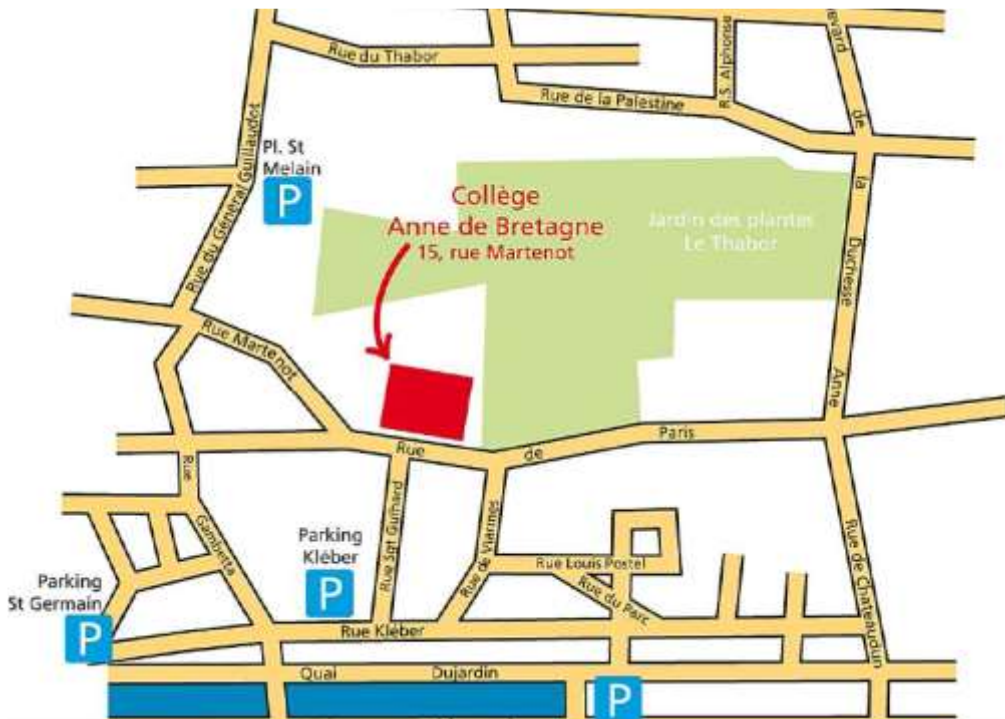 Rue du Thabor
Rue de la Palestine
R.S. Alphonse
evard
de
la
Duchesse
Anne
Rue du Général Guillaudot
Pl. St
Melain
P
Collège
Anne de Bretagne
15, rue Martenot
Jardin des plantes
Le Thabor
Rue Martenot
Rue
de
Paris
Rue
Gambetta
Rue Sgt Guihard
Rue de Viarmes
Parking
Kléber
P
Rue Louis Postel
Rue du Parc
Rue de Chateaudun
Parking
St Germain
P
Rue Kléber
Quai
Dujardin
P